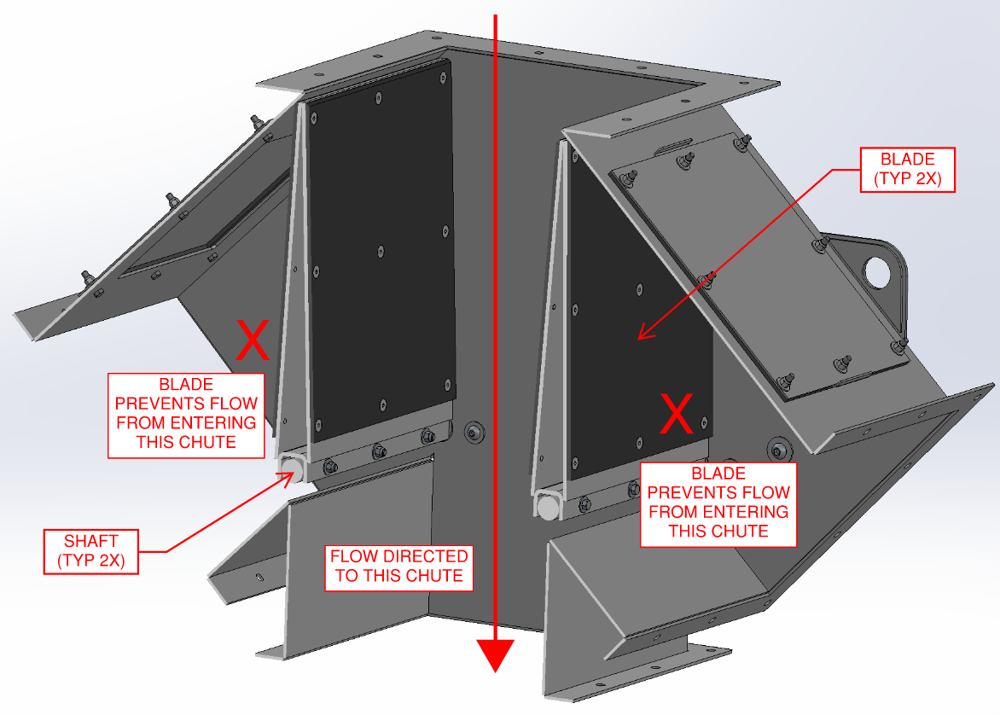 BLADE
(TYP 2X)
X
BLADE
PREVENTS FLOW
FROM ENTERING
THIS CHUTE
X
BLADE
PREVENTS FLOW
FROM ENTERING
THIS CHUTE
SHAFT
(TYP 2X)
FLOW DIRECTED
TO THIS CHUTE